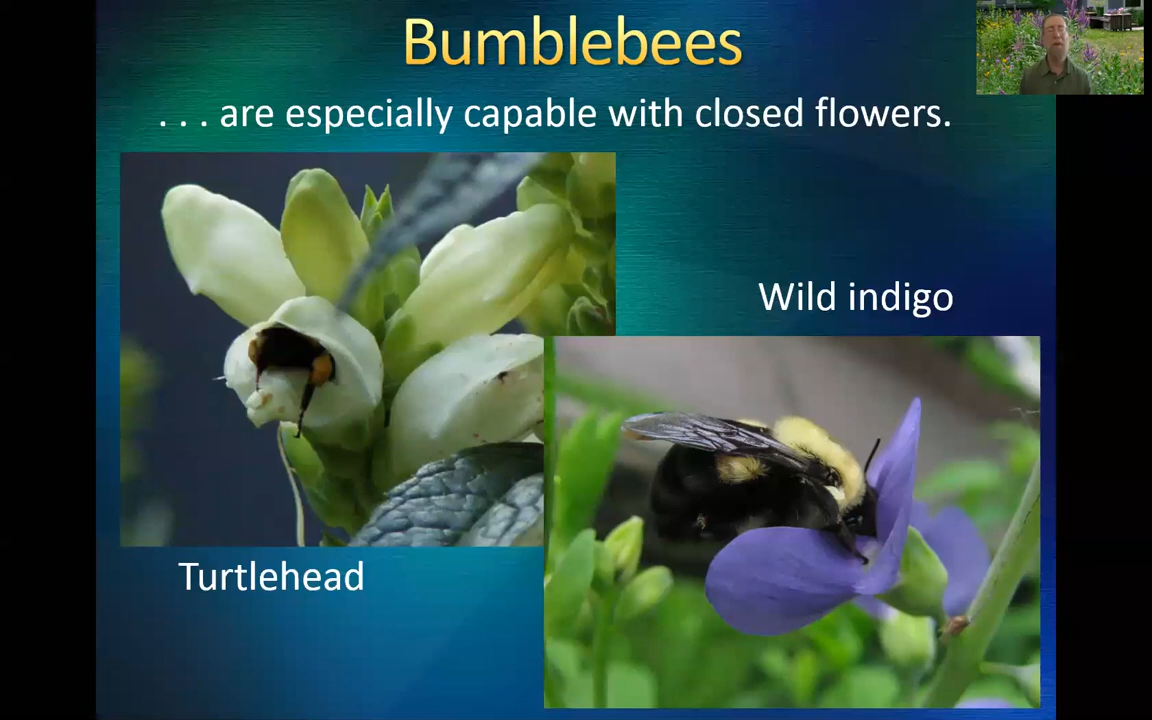 Bumblebees
. . . are especially capable with closed flowers.
Wild indigo
Turtlehead